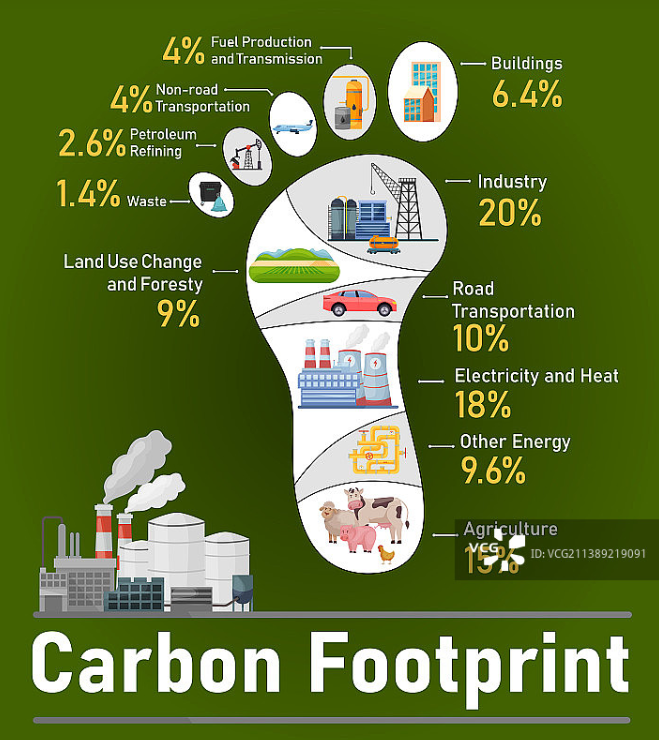 4%
Fuel Production
and Transmission
Buildings
6.4%
4%
Non-road
Transportation
2.6%
Petroleum
Refining
1.4%
Waste
Industry
20%
Land Use Change
and Foresty
9%
Road
Transportation
10%
Electricity and Heat
18%
Other Energy
9.6%
Agriculture
15%
VCG
ID: VCG211389219091
Carbon Footprint